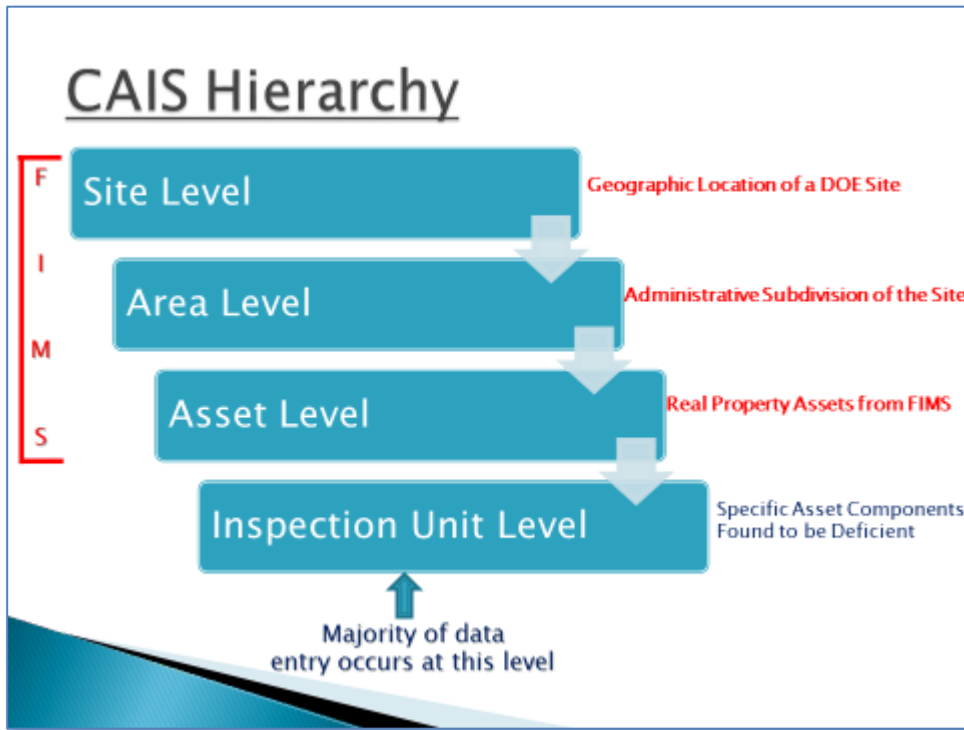 CAIS Hierarchy
F
I
M
S
Site Level
Geographic Location of a DOE Site
Area Level
Administrative Subdivision of the Site
Asset Level
Real Property Assets from FIMS
Inspection Unit Level
Specific Asset Components
Found to be Deficient
Majority of data
entry occurs at this level